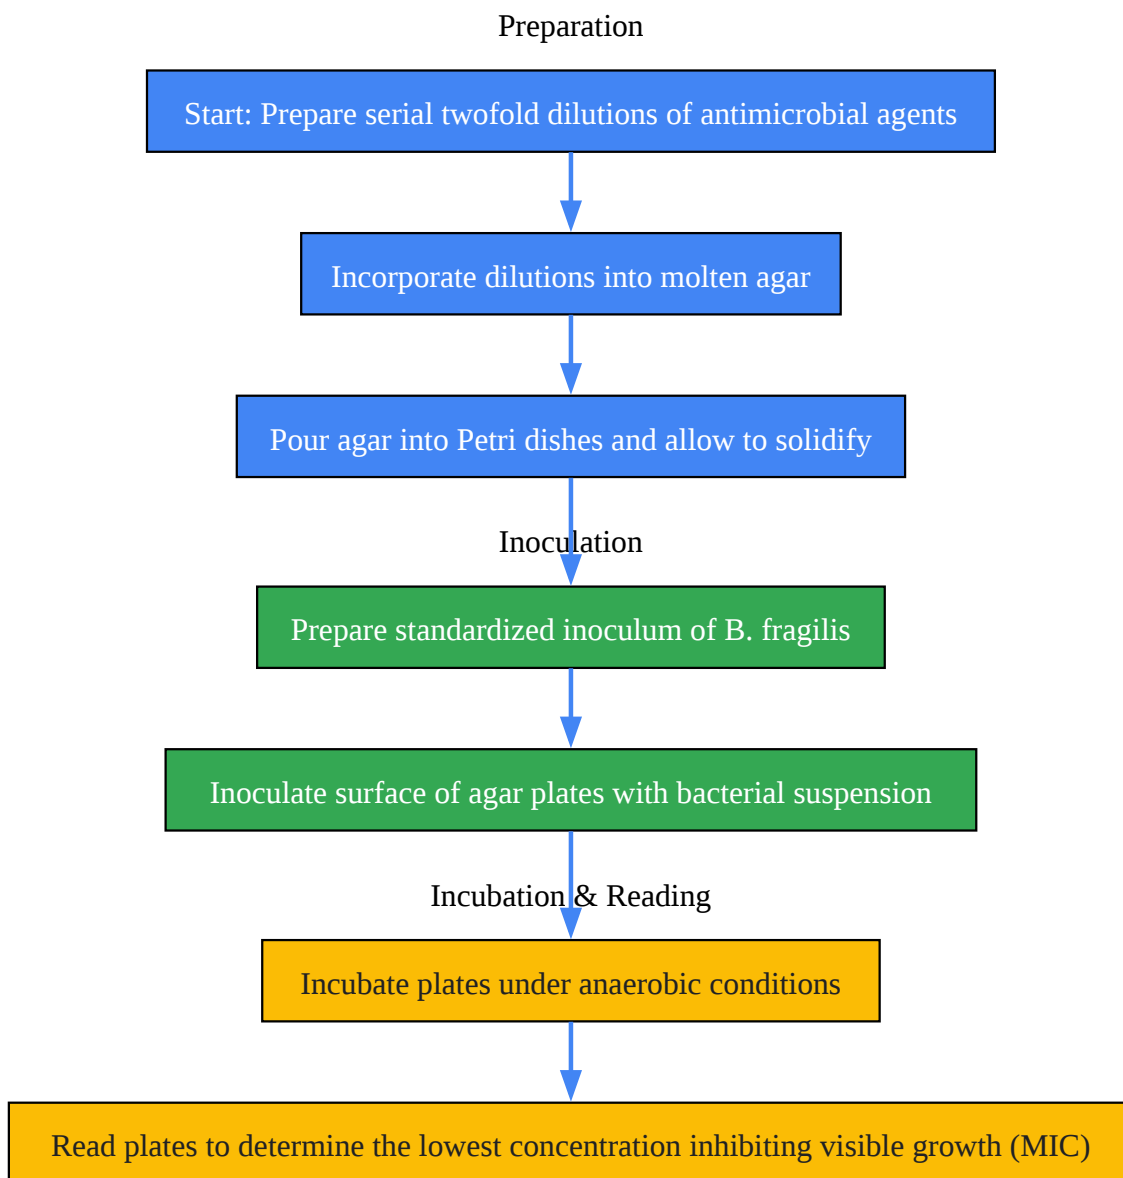 Preparation
Start: Prepare serial twofold dilutions of antimicrobial agents
Incorporate dilutions into molten agar
Pour agar into Petri dishes and allow to solidify
Inoculation
Prepare standardized inoculum of B. fragilis
Inoculate surface of agar plates with bacterial suspension
Incubation & Reading
Incubate plates under anaerobic conditions
Read plates to determine the lowest concentration inhibiting visible growth (MIC)